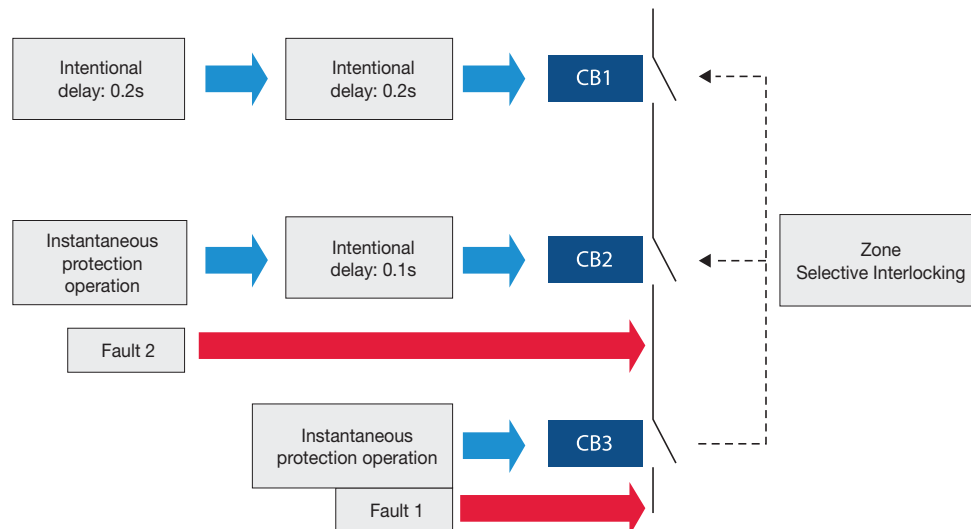 Intentional
delay: 0.2s
Intentional
delay: 0.2s
CB1
Instantaneous
protection
operation
Intentional
delay: 0.1s
CB2
Zone
Selective Interlocking
Fault 2
Instantaneous
protection operation
CB3
Fault 1